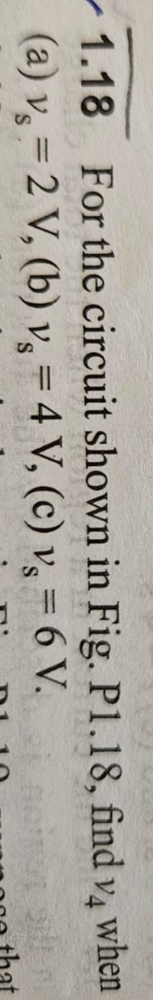 1.18 For the circuit shown in Fig. P1.18, find v₄ when
(a) vₛ = 2 V, (b) vₛ = 4 V, (c) vₛ = 6 V.